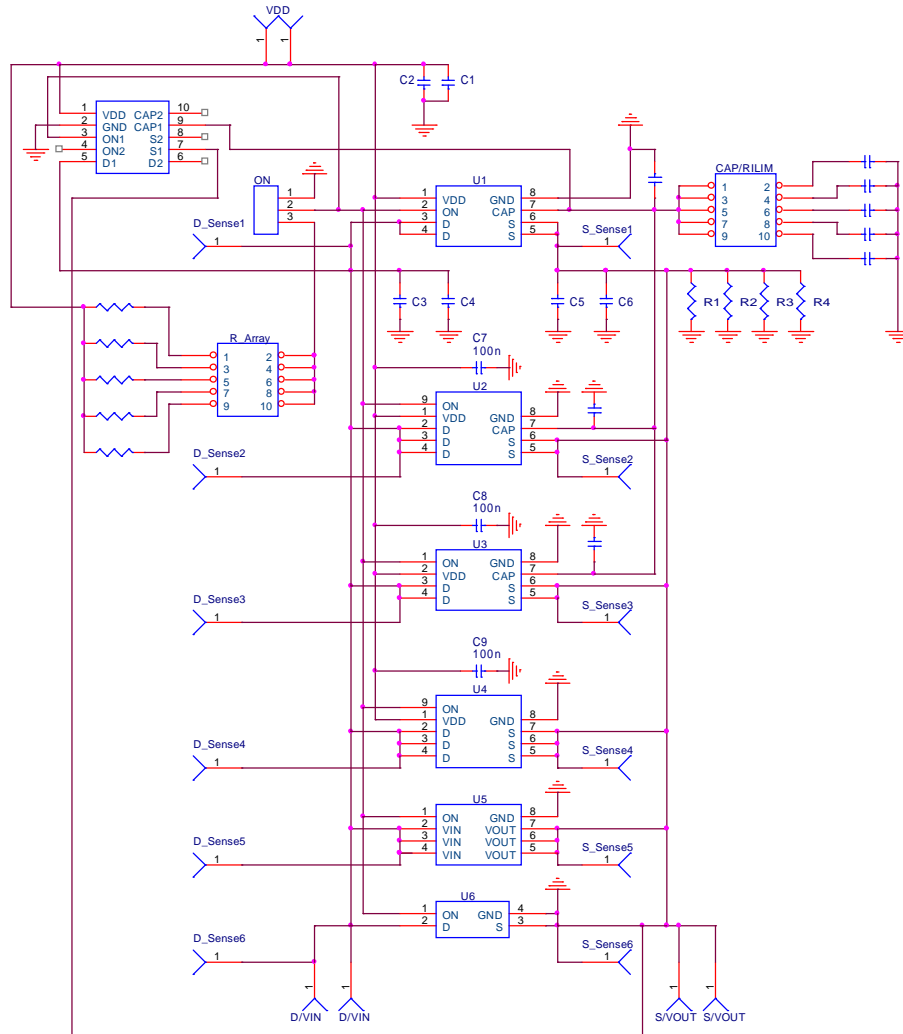 VDD
1 1
C2 C1
1 VDD CAP2 10
2 GND CAP1 9
3 ON1 S2 8
4 ON2 S1 7
5 D1 D2 6
CAP/RILIM
1 2
3 4
5 6
7 8
9 10
ON
1
2
3
U1
1 VDD GND 8
2 ON CAP 7
3 D S 6
4 D S 5
D_Sense1
1
S_Sense1
1
C3 C4 C5 C6
R1 R2 R3 R4
R_Array
1 2
3 4
5 6
7 8
9 10
C7
100n
U2
9 ON
1 VDD GND 8
2 D CAP 7
3 D S 6
4 D S 5
D_Sense2
1
S_Sense2
1
C8
100n
U3
1 ON GND 8
2 VDD CAP 7
3 D S 6
4 D S 5
D_Sense3
1
S_Sense3
1
C9
100n
U4
9 ON
1 VDD GND 8
2 D S 7
3 D S 6
4 D S 5
D_Sense4
1
S_Sense4
1
U5
1 ON GND 8
2 VIN VOUT 7
3 VIN VOUT 6
4 VIN VOUT 5
D_Sense5
1
S_Sense5
1
U6
1 ON GND 4
2 D S 3
D_Sense6
1
S_Sense6
1
1 1 1 1
D/VIN D/VIN S/VOUT S/VOUT